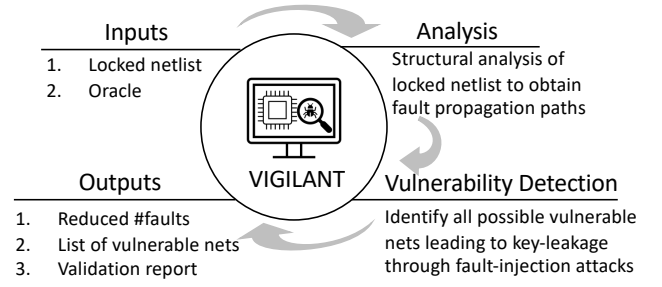 Inputs
1. Locked netlist
2. Oracle
Analysis
Structural analysis of
locked netlist to obtain
fault propagation paths
VIGILANT
Outputs
1. Reduced #faults
2. List of vulnerable nets
3. Validation report
Vulnerability Detection
Identify all possible vulnerable
nets leading to key-leakage
through fault-injection attacks